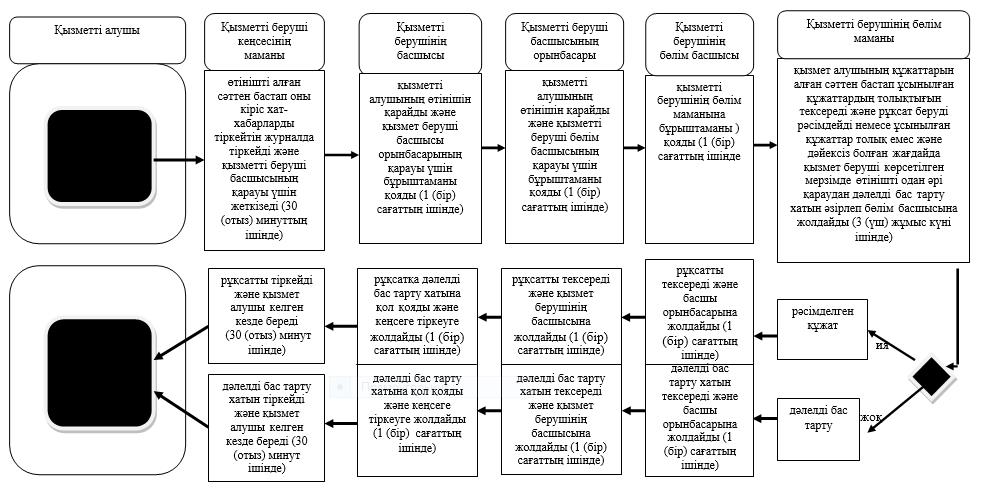 Қызметті алушы
Қызметті беруші
кеңсесінің
маманы
Қызметті
берушінің
басшысы
Қызметті беруші
басшысының
орынбасары
Қызметті
берушінің
бөлім басшысы
Қызметті берушінің бөлім
маманы
өтінішті алған
сәттен бастап оны
кіріс хат-
хабарларды
тіркейтін журналда
тіркейді және
қызметті беруші
басшысының
қарауы үшін
жеткізеді (30
(отыз) минуттың
ішінде)
қызметті
алушының өтінішін
қарайды және
қызмет беруші
басшысы
орынбасарының
қарауы үшін
бұрыштаманы
қояды (1 (бір)
сағаттың ішінде)
қызметті
алушының
өтінішін қарайды
және қызметті
беруші бөлім
басшысының
қарауы үшін
бұрыштаманы
қояды (1 (бір)
сағаттың ішінде)
қызметті
берушінің бөлім
маманына
бұрыштаманы )
қояды (1 (бір)
сағаттың ішінде
қызмет алушының құжаттарын
алған сәттен бастап ұсынылған
құжаттардың толықтығын
тексереді және рұқсат беруді
рәсімдейді немесе ұсынылған
құжаттар толық емес және
дәйексіз болған жағдайда
қызмет беруші көрсетілген
мерзімде өтінішті одан әрі
қараудан дәлелді бас тарту
хатын әзірлеп бөлім басшысына
жолдайды (3 (үш) жұмыс күні
ішінде)
рұқсатты тіркейді
және қызмет
алушы келген
кезде береді
(30 (отыз) минут
ішінде)
рұқсатқа дәлелді
бас тарту хатына
қол қояды және
кеңсеге тіркеуге
жолдайды (1 (бір)
сағаттың ішінде)
рұқсатты тексереді
және қызмет
берушінің
басшысына
жолдайды (1 (бір)
сағаттың ішінде)
рұқсатты
тексереді және
басшы
орынбасарына
жолдайды (1
(бір) сағаттың
ішінде)
рәсімделген
құжат
ия
дәлелді бас тарту
хатын тіркейді
және қызмет
алушы келген
кезде береді (30
(отыз) минут
ішінде)
дәлелді бас тарту
хатына қол қояды
және кеңсеге
тіркеуге жолдайды
(1 (бір) сағаттың
ішінде)
дәлелді бас тарту
хатын тексереді
және қызмет
берушінің
басшысына
жолдайды (1 (бір)
сағаттың ішінде)
дәлелді бас
тарту хатын
тексереді және
басшы
орынбасарына
жолдайды (1
(бір) сағаттың
ішінде)
дәлелді бас
тарту
жоқ